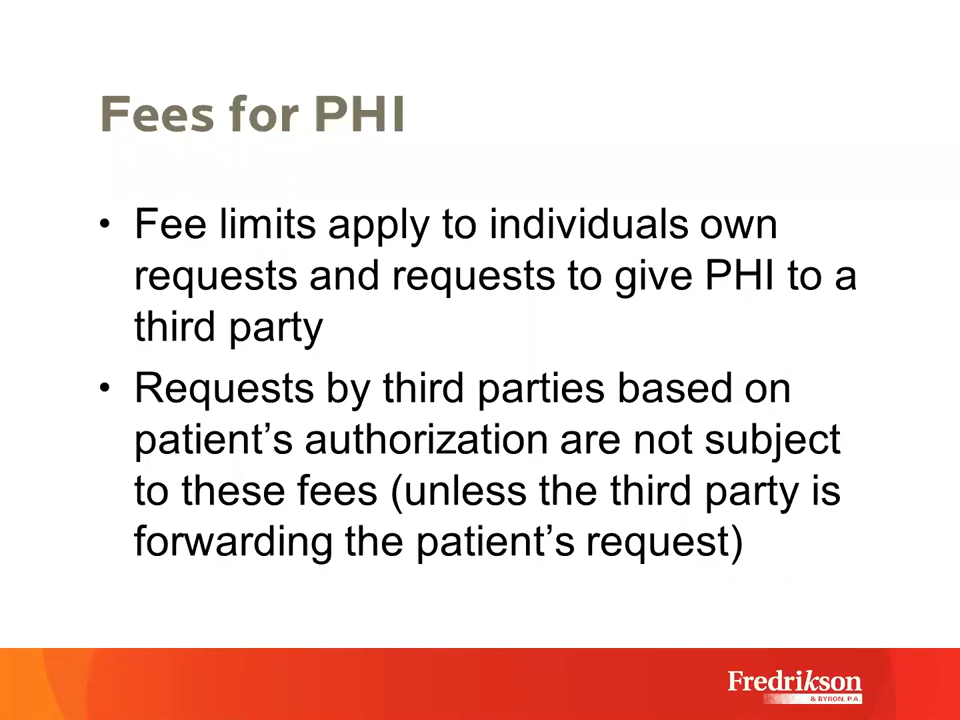 Fees for PHI
• Fee limits apply to individuals own
requests and requests to give PHI to a
third party
• Requests by third parties based on
patient’s authorization are not subject
to these fees (unless the third party is
forwarding the patient’s request)
Fredrikson
& BYRON, P.A.